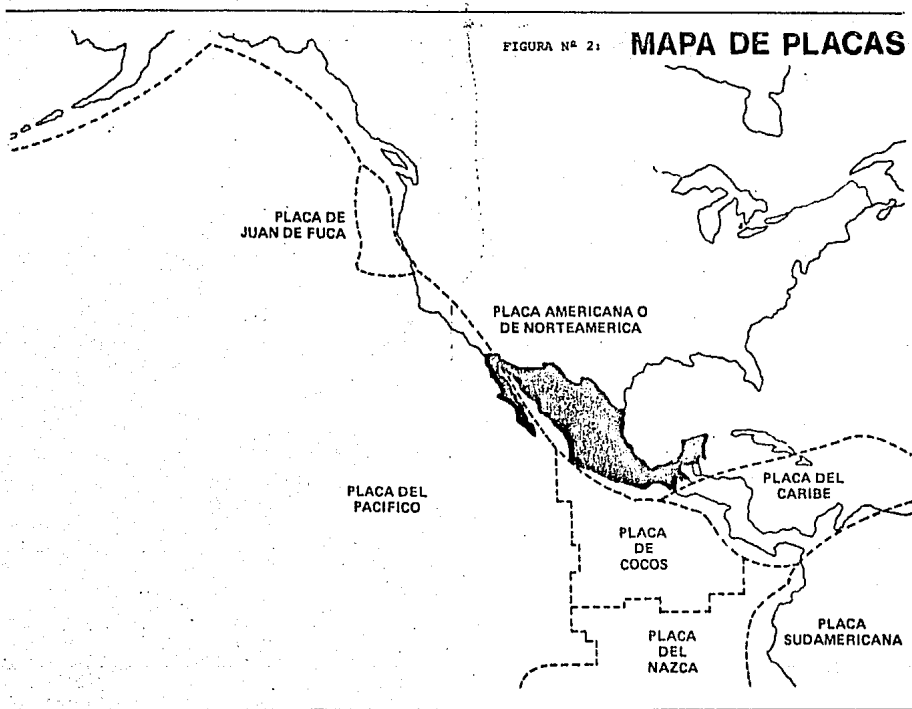 FIGURA Nº 2: MAPA DE PLACAS
PLACA DE
JUAN DE FUCA
PLACA AMERICANA O
DE NORTEAMERICA
PLACA DEL
PACIFICO
PLACA DEL
CARIBE
PLACA
DE
COCOS
PLACA
DEL
NAZCA
PLACA
SUDAMERICANA